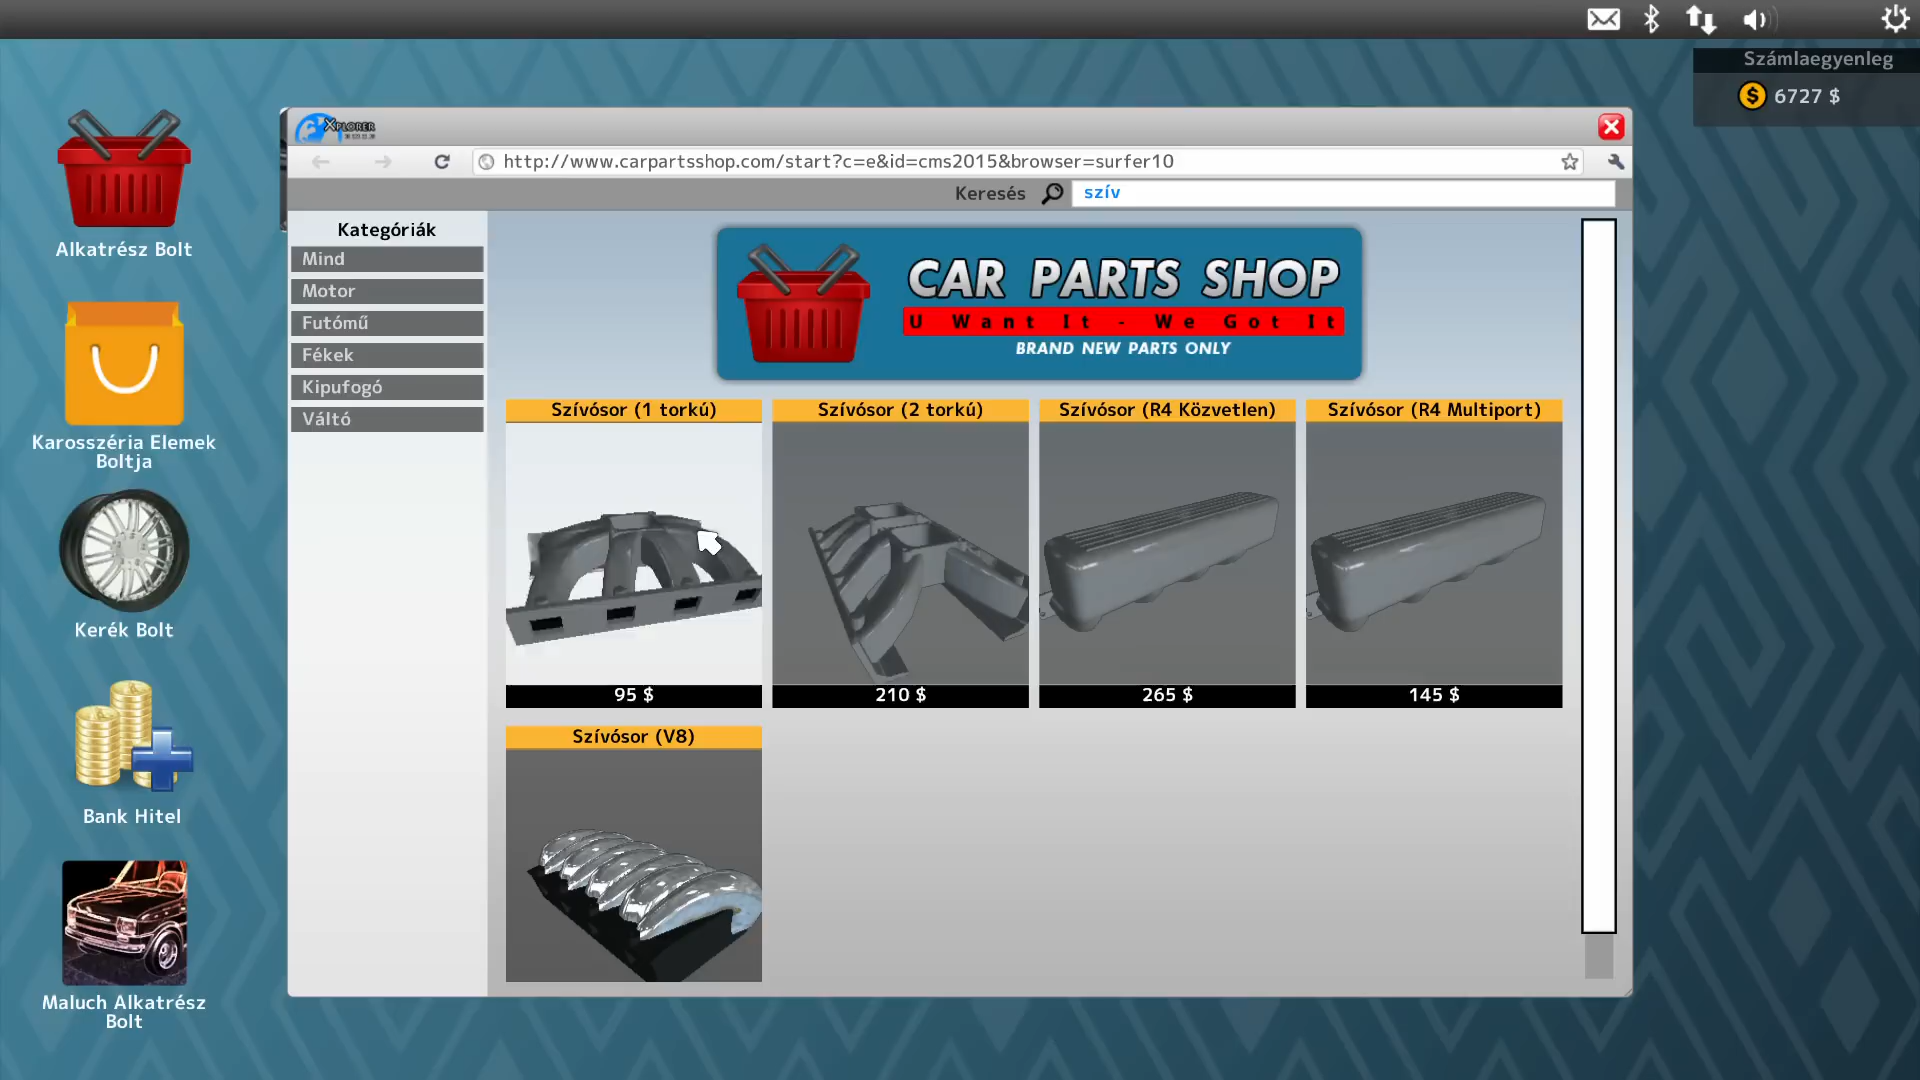 Számlaegyenleg
6727 $
Alkatrész Bolt
Karosszéria Elemek
Boltja
Kerék Bolt
Bank Hitel
Maluch Alkatrész
Bolt
XPLORER
http://www.carpartsshop.com/start?c=e&id=cms2015&browser=surfer10
Keresés
szív
Kategóriák
Mind
Motor
Futómű
Fékek
Kipufogó
Váltó
CAR PARTS SHOP
U Want It - We Got It
BRAND NEW PARTS ONLY
Szívósor (1 torkú)
95 $
Szívósor (2 torkú)
210 $
Szívósor (R4 Közvetlen)
265 $
Szívósor (R4 Multiport)
145 $
Szívósor (V8)